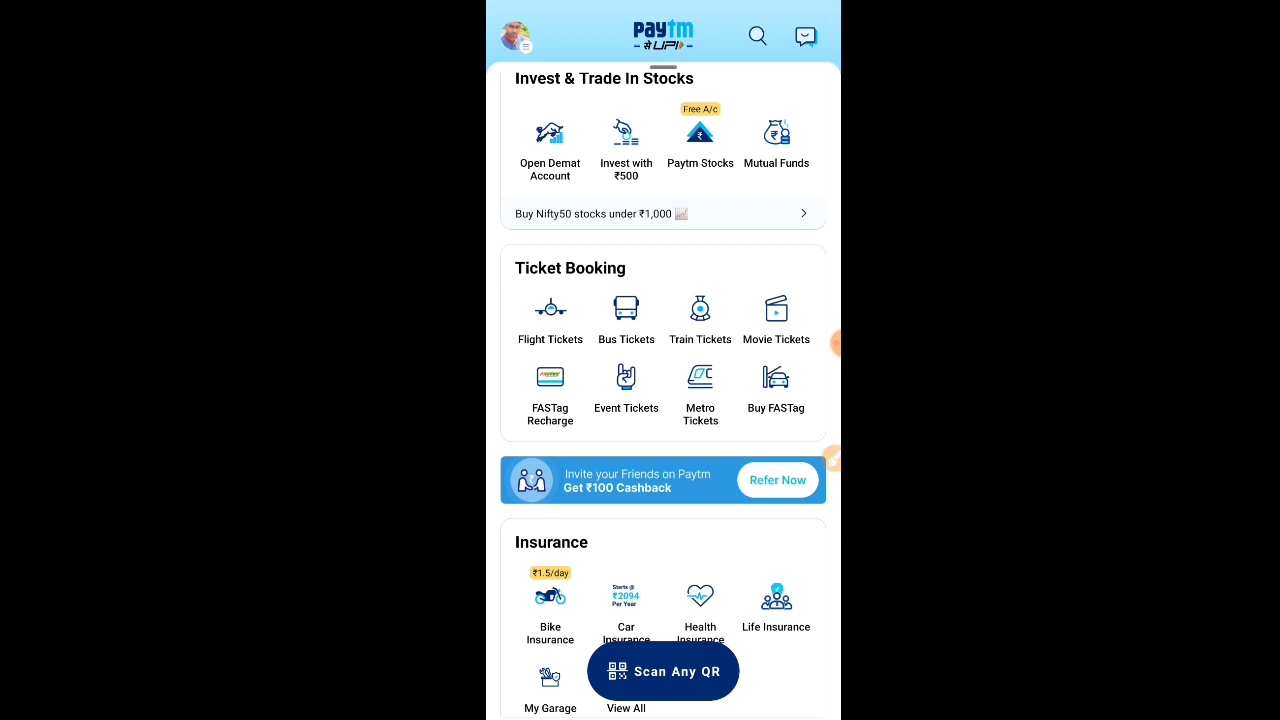 paytm
से UPI
Invest & Trade In Stocks
Free A/c
Open Demat Account
Invest with ₹500
Paytm Stocks
Mutual Funds
Buy Nifty50 stocks under ₹1,000
Ticket Booking
Flight Tickets
Bus Tickets
Train Tickets
Movie Tickets
FASTag Recharge
Event Tickets
Metro Tickets
Buy FASTag
Invite your Friends on Paytm
Get ₹100 Cashback
Refer Now
Insurance
₹1.5/day
Starts @
₹2094
Per Year
Bike Insurance
Car Insurance
Health Insurance
Life Insurance
My Garage
View All
Scan Any QR